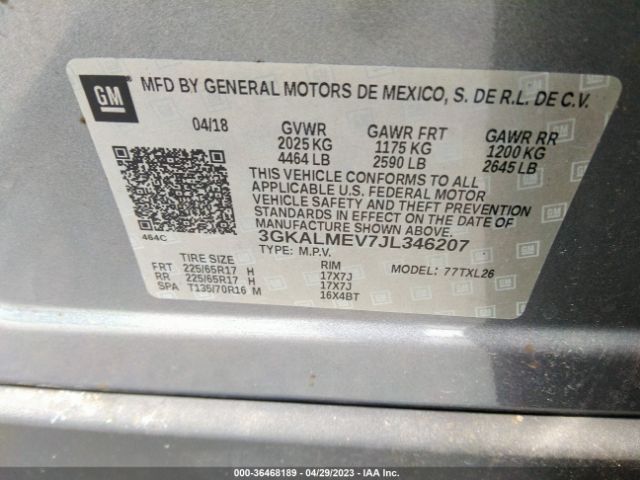 GM
MFD BY GENERAL MOTORS DE MEXICO, S. DE R.L. DE C.V.
04/18 GVWR GAWR FRT GAWR RR
2025 KG 1175 KG 1200 KG
4464 LB 2590 LB 2645 LB
THIS VEHICLE CONFORMS TO ALL
APPLICABLE U.S. FEDERAL MOTOR
VEHICLE SAFETY AND THEFT PREVENTION
STANDARDS IN EFFECT ON THE DATE OF
MANUFACTURE SHOWN ABOVE.
464C 3GKALMEV7JL346207
TYPE: M.P.V.
TIRE SIZE RIM MODEL: 77TXL26
FRT 225/65R17 H 17X7J
RR 225/65R17 H 17X7J
SPA T135/70R16 M 16X4BT
000-36468189 - 04/29/2023 - IAA Inc.